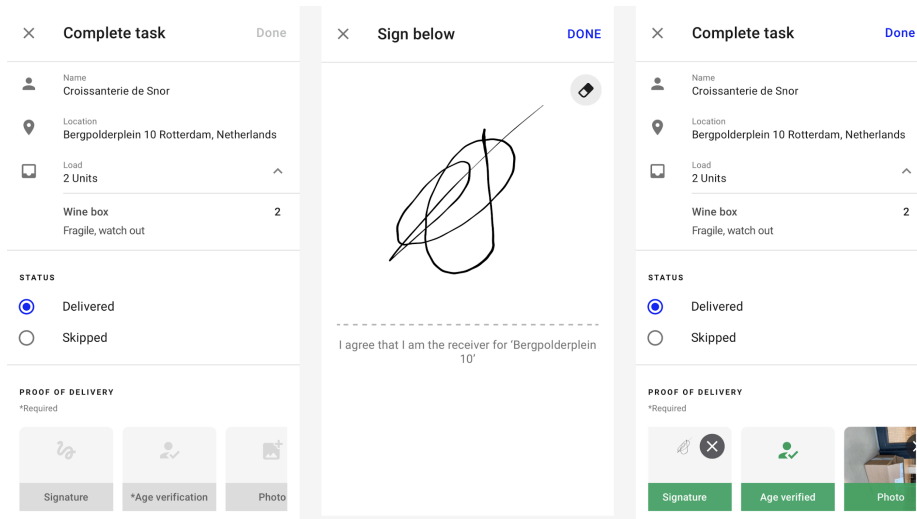 Complete task Done
Name
Croissanterie de Snor
Location
Bergpolderplein 10 Rotterdam, Netherlands
Load
2 Units
Wine box 2
Fragile, watch out
STATUS
Delivered
Skipped
PROOF OF DELIVERY
*Required
Signature *Age verification Photo
Sign below DONE
I agree that I am the receiver for ‘Bergpolderplein
10’
Complete task Done
Name
Croissanterie de Snor
Location
Bergpolderplein 10 Rotterdam, Netherlands
Load
2 Units
Wine box 2
Fragile, watch out
STATUS
Delivered
Skipped
PROOF OF DELIVERY
*Required
Signature Age verified Photo